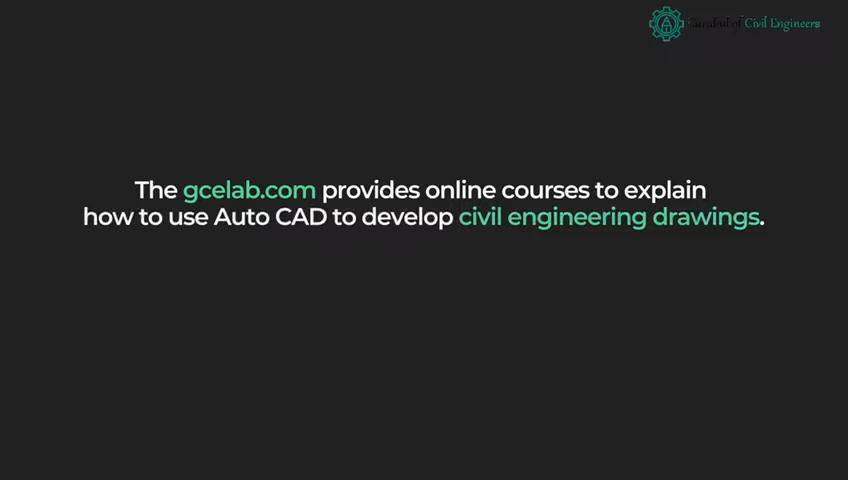 Civil Engineers
The gcelab.com provides online courses to explain
how to use Auto CAD to develop civil engineering drawings.